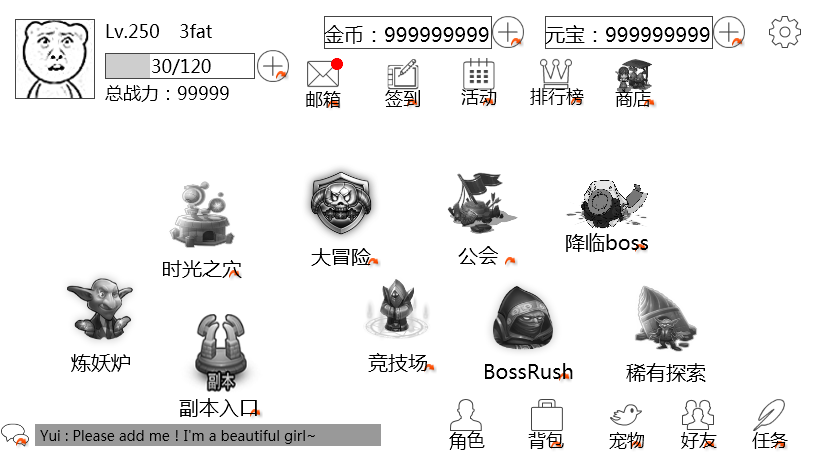 Lv.250 3fat
金币：999999999
元宝：999999999
30/120
总战力：99999
邮箱
签到
活动
排行榜
商店
时光之穴
大冒险
公会
降临boss
炼妖炉
副本
副本入口
竞技场
BossRush
稀有探索
Yui : Please add me ! I'm a beautiful girl~
角色
背包
宠物
好友
任务